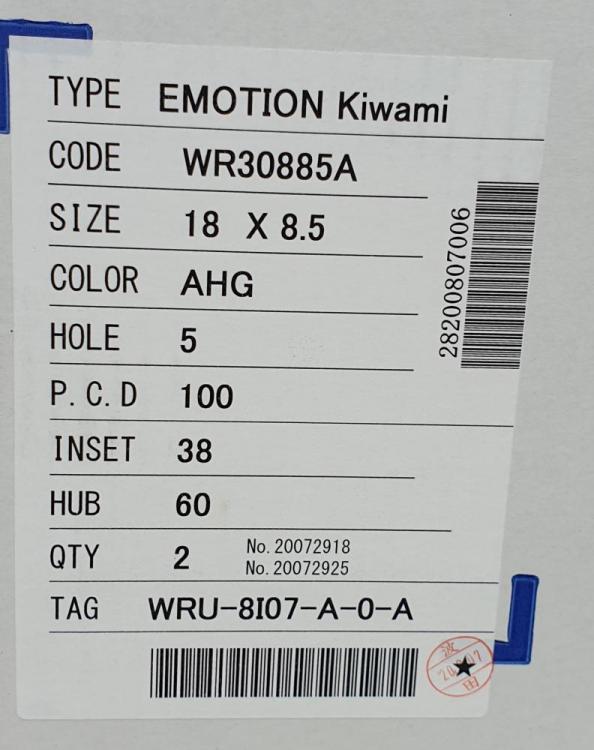 TYPE EMOTION Kiwami
CODE WR30885A
SIZE 18 X 8.5
COLOR AHG
HOLE 5
P.C.D 100
INSET 38
HUB 60
QTY 2 No. 20072918
No. 20072925
TAG WRU-8I07-A-0-A
28200807006